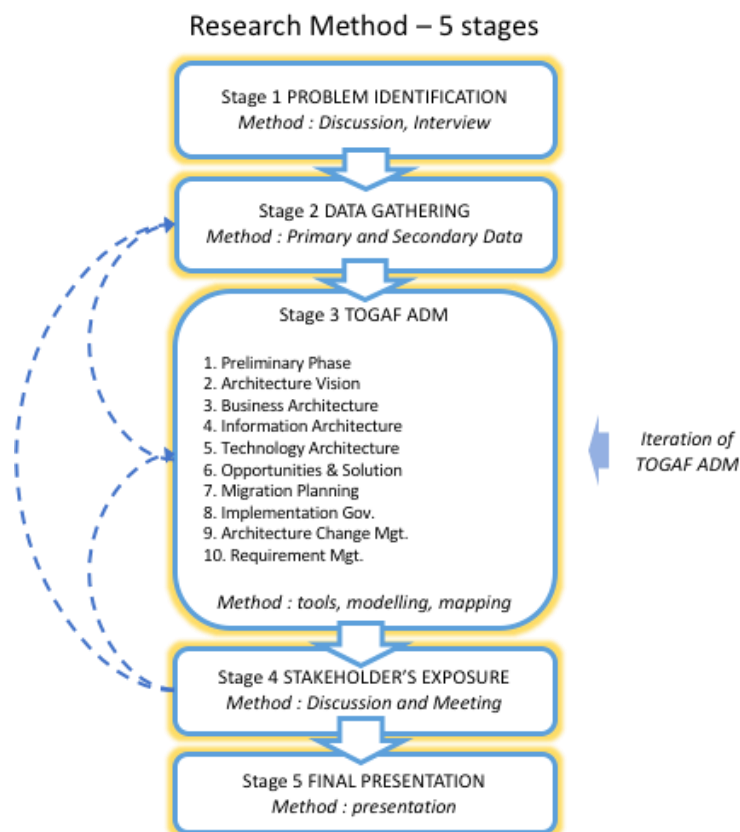 Research Method – 5 stages
Stage 1 PROBLEM IDENTIFICATION
Method : Discussion, Interview
Stage 2 DATA GATHERING
Method : Primary and Secondary Data
Stage 3 TOGAF ADM
1. Preliminary Phase
2. Architecture Vision
3. Business Architecture
4. Information Architecture
5. Technology Architecture
6. Opportunities & Solution
7. Migration Planning
8. Implementation Gov.
9. Architecture Change Mgt.
10. Requirement Mgt.
Method : tools, modelling, mapping
Iteration of
TOGAF ADM
Stage 4 STAKEHOLDER’S EXPOSURE
Method : Discussion and Meeting
Stage 5 FINAL PRESENTATION
Method : presentation